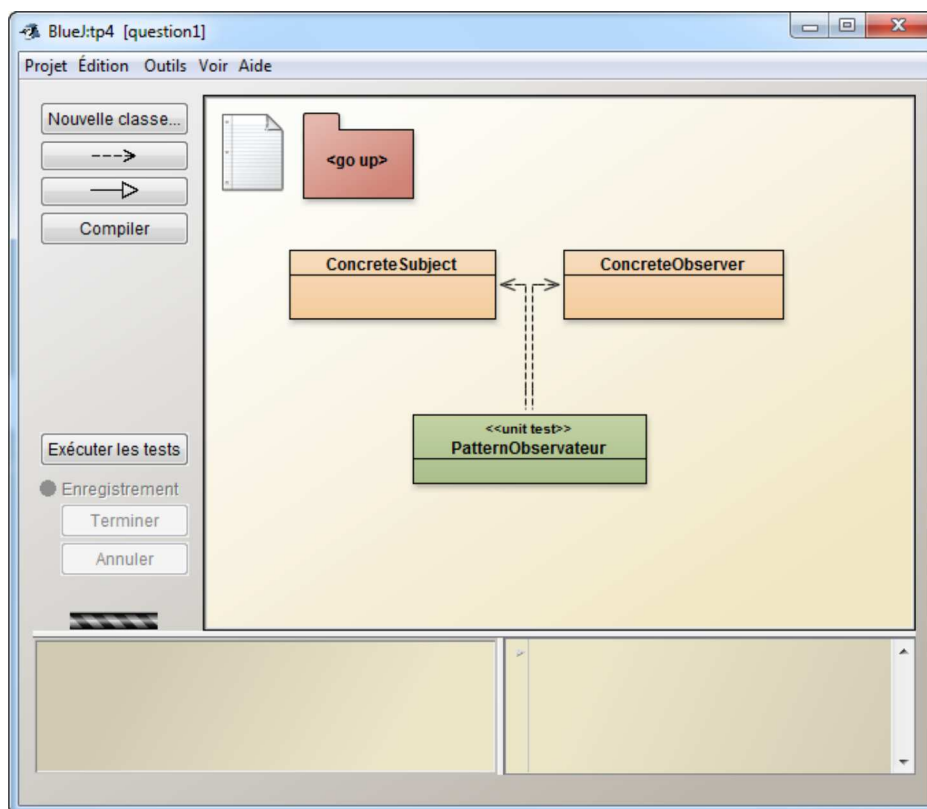 BlueJ:tp4 [question1]
Projet Édition Outils Voir Aide
Nouvelle classe...
Compiler
<go up>
ConcreteSubject
ConcreteObserver
<<unit test>>
PatternObservateur
Exécuter les tests
Enregistrement
Terminer
Annuler